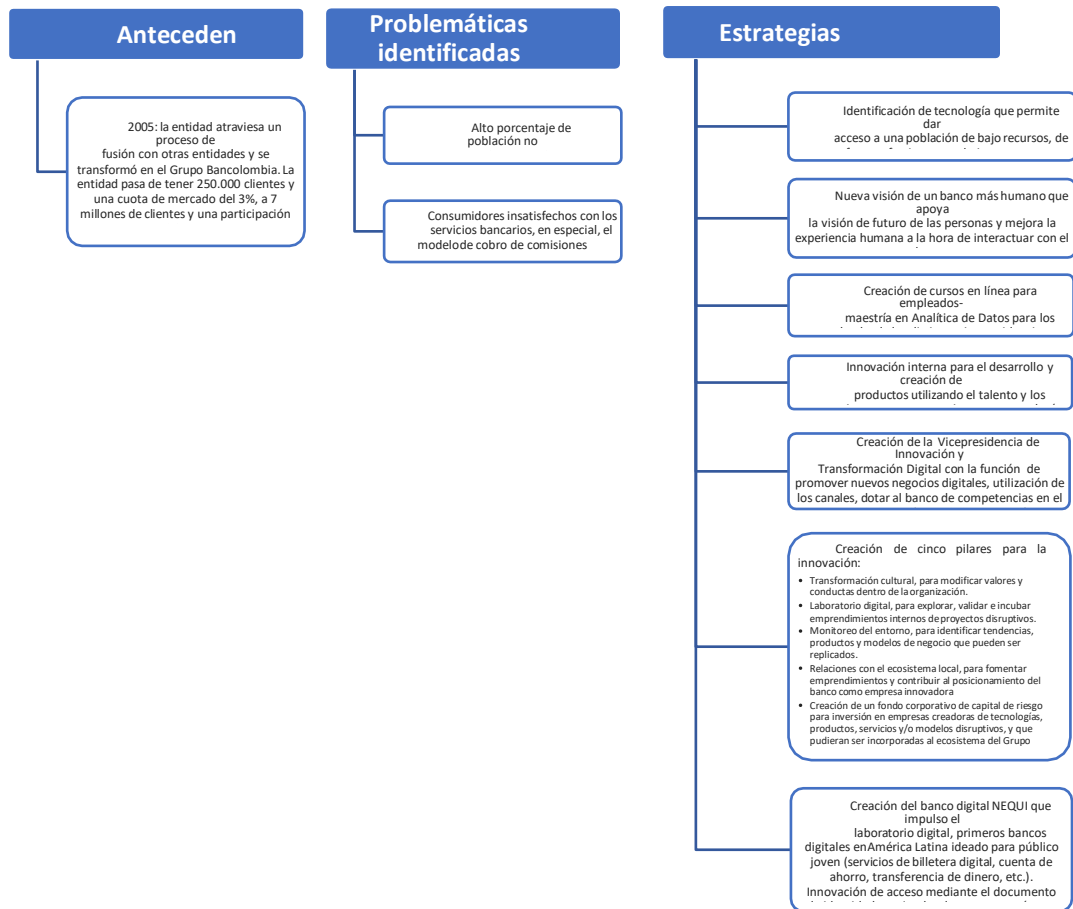 Anteceden
2005: la entidad atraviesa un
proceso de
fusión con otras entidades y se
transformó en el Grupo Bancolombia. La
entidad pasa de tener 250.000 clientes y
una cuota de mercado del 3%, a 7
millones de clientes y una participación
Problemáticas
identificadas
Alto porcentaje de
población no
Consumidores insatisfechos con los
servicios bancarios, en especial, el
modelode cobro de comisiones
Estrategias
Identificación de tecnología que permite
dar
acceso a una población de bajo recursos, de
Nueva visión de un banco más humano que
apoya
la visión de futuro de las personas y mejora la
experiencia humana a la hora de interactuar con el
Creación de cursos en línea para
empleados-
maestría en Analítica de Datos para los
Innovación interna para el desarrollo y
creación de
productos utilizando el talento y los
Creación de la Vicepresidencia de
Innovación y
Transformación Digital con la función de
promover nuevos negocios digitales, utilización de
los canales, dotar al banco de competencias en el
Creación de cinco pilares para la
innovación:
• Transformación cultural, para modificar valores y
conductas dentro de la organización.
• Laboratorio digital, para explorar, validar e incubar
emprendimientos internos de proyectos disruptivos.
• Monitoreo del entorno, para identificar tendencias,
productos y modelos de negocio que pueden ser
replicados.
• Relaciones con el ecosistema local, para fomentar
emprendimientos y contribuir al posicionamiento del
banco como empresa innovadora
• Creación de un fondo corporativo de capital de riesgo
para inversión en empresas creadoras de tecnologías,
productos, servicios y/o modelos disruptivos, y que
pudieran ser incorporadas al ecosistema del Grupo
Creación del banco digital NEQUI que
impulso el
laboratorio digital, primeros bancos
digitales enAmérica Latina ideado para público
joven (servicios de billetera digital, cuenta de
ahorro, transferencia de dinero, etc.).
Innovación de acceso mediante el documento